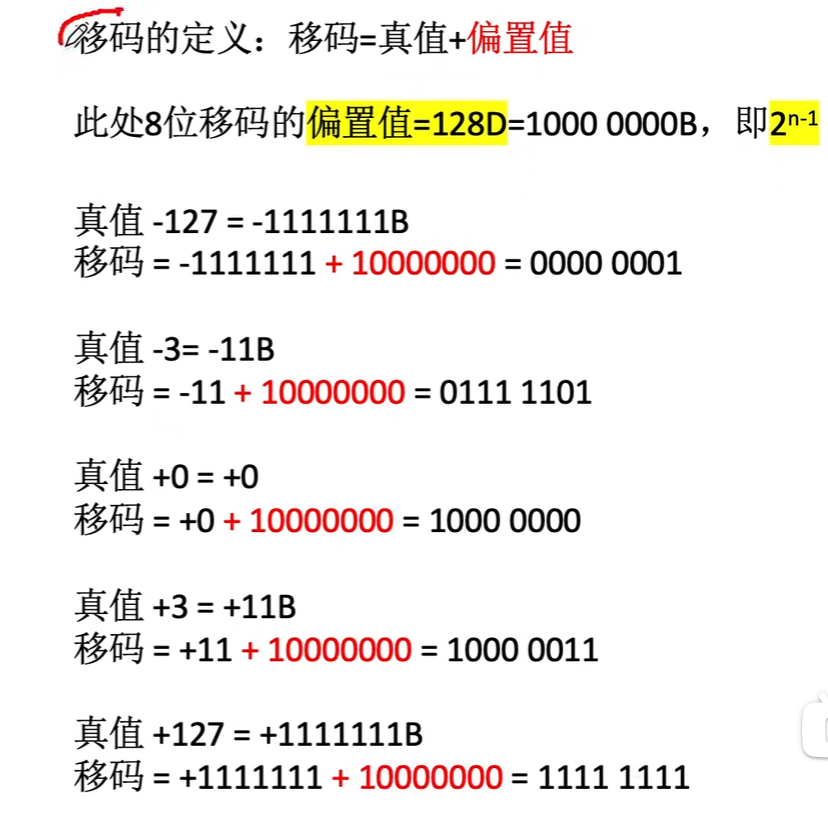 移码的定义：移码=真值+偏置值
此处8位移码的偏置值=128D=1000 0000B，即2ⁿ⁻¹
真值 -127 = -1111111B
移码 = -1111111 + 10000000 = 0000 0001
真值 -3= -11B
移码 = -11 + 10000000 = 0111 1101
真值 +0 = +0
移码 = +0 + 10000000 = 1000 0000
真值 +3 = +11B
移码 = +11 + 10000000 = 1000 0011
真值 +127 = +1111111B
移码 = +1111111 + 10000000 = 1111 1111